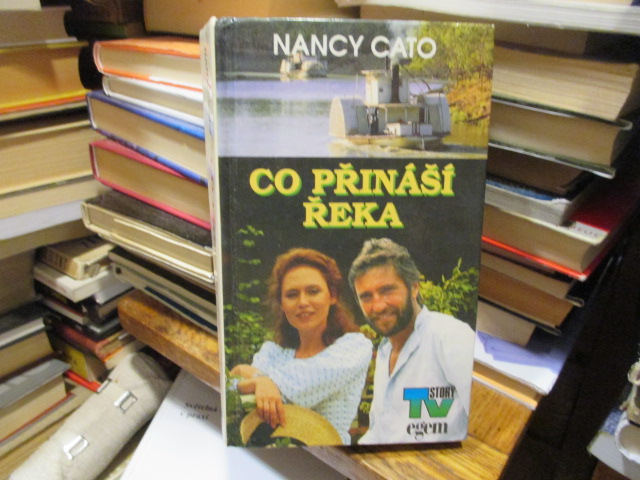 NANCY CATO
CO PŘINÁŠÍ
ŘEKA
STORY
TV
egem